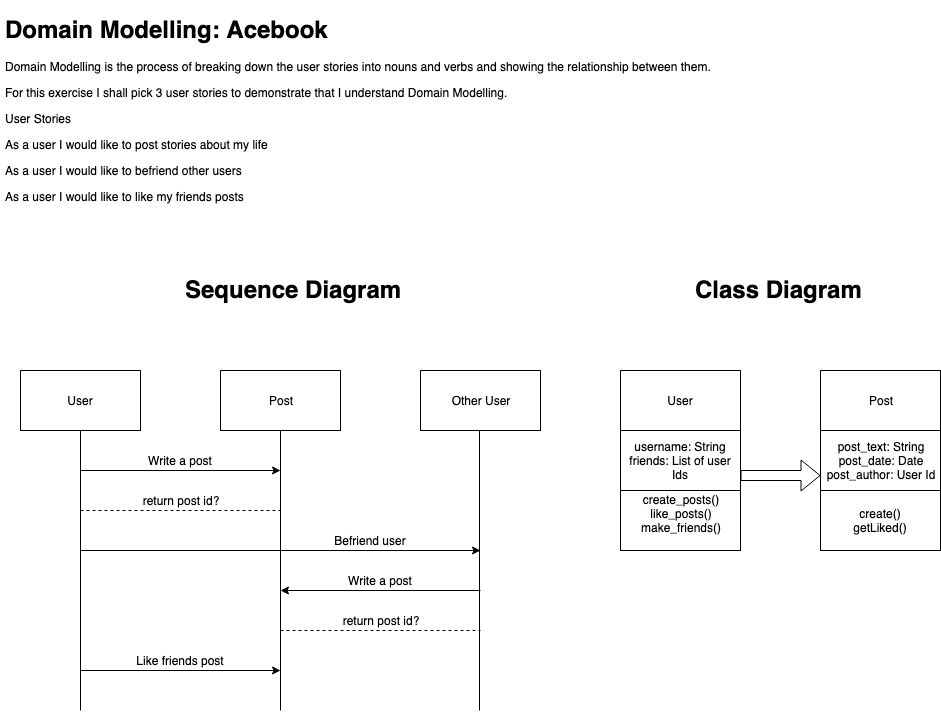 Domain Modelling: Acebook
Domain Modelling is the process of breaking down the user stories into nouns and verbs and showing the relationship between them.
For this exercise I shall pick 3 user stories to demonstrate that I understand Domain Modelling.
User Stories
As a user I would like to post stories about my life
As a user I would like to befriend other users
As a user I would like to like my friends posts
Sequence Diagram
User
Post
Other User
Write a post
return post id?
Befriend user
Write a post
return post id?
Like friends post
Class Diagram
User
username: String
friends: List of user
Ids
create_posts()
like_posts()
make_friends()
Post
post_text: String
post_date: Date
post_author: User Id
create()
getLiked()